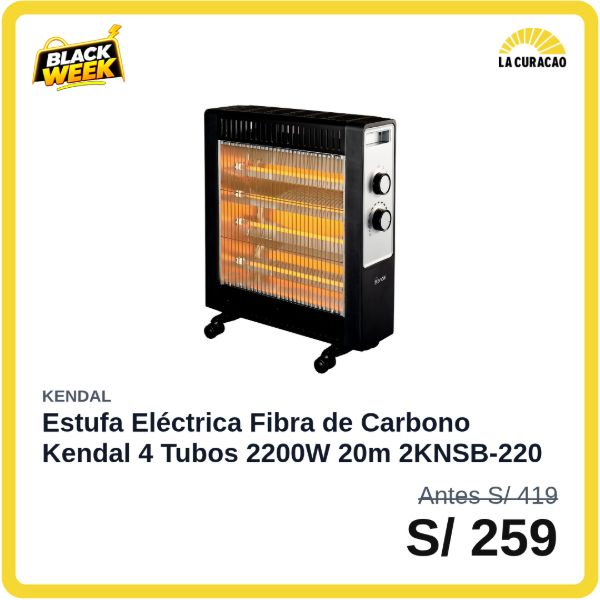 BLACK
WEEK
LA CURACAO
KENDAL
Estufa Eléctrica Fibra de Carbono
Kendal 4 Tubos 2200W 20m 2KNSB-220
Antes S/ 419
S/ 259